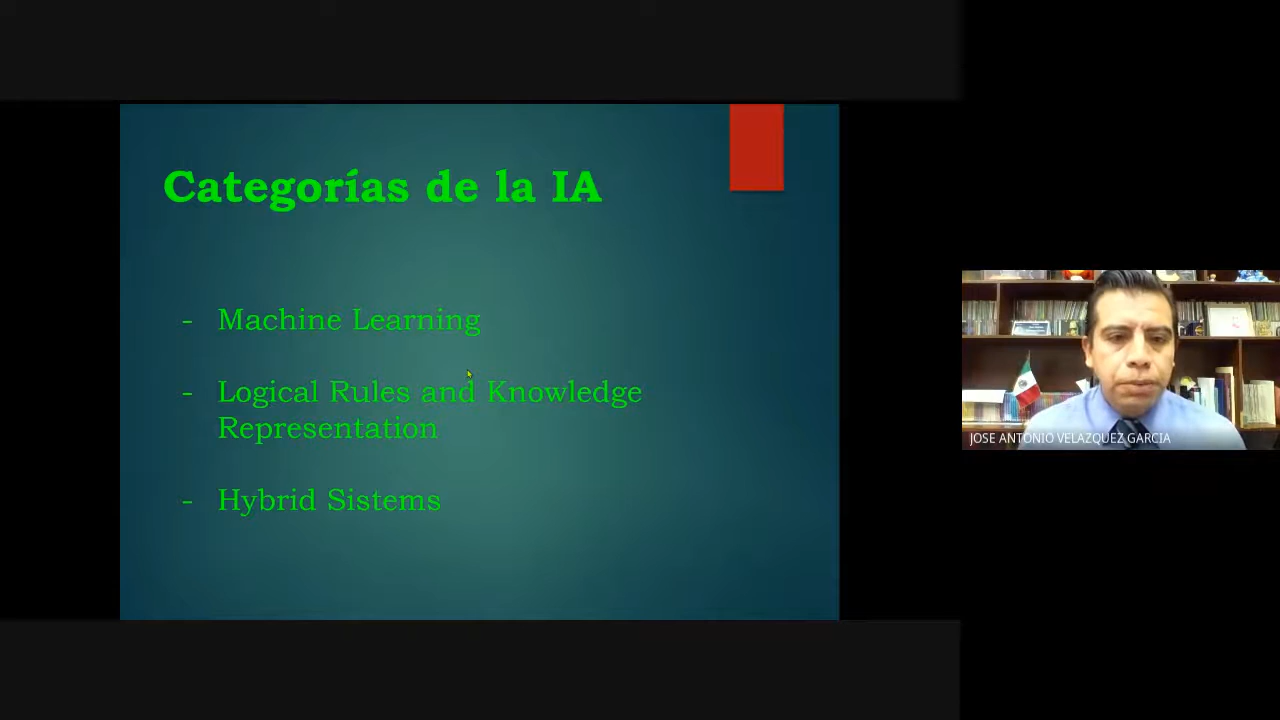 Categorías de la IA
- Machine Learning
- Logical Rules and Knowledge
Representation
- Hybrid Sistems
JOSE ANTONIO VELAZQUEZ GARCIA